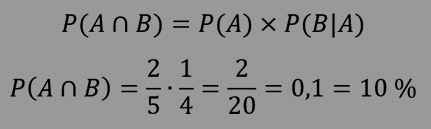 P(A ∩ B) = P(A) × P(B|A)
P(A ∩ B) = 2/5 · 1/4 = 2/20 = 0,1 = 10 %